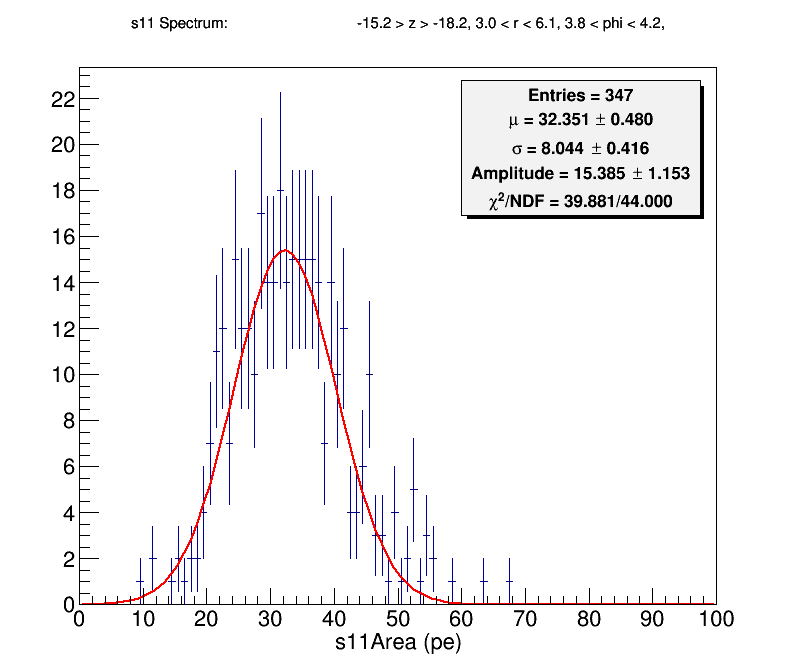 s11 Spectrum: -15.2 > z > -18.2, 3.0 < r < 6.1, 3.8 < phi < 4.2,
Entries = 347
μ = 32.351 ± 0.480
σ = 8.044 ± 0.416
Amplitude = 15.385 ± 1.153
χ²/NDF = 39.881/44.000
22
20
18
16
14
12
10
8
6
4
2
0
0 10 20 30 40 50 60 70 80 90 100
s11Area (pe)